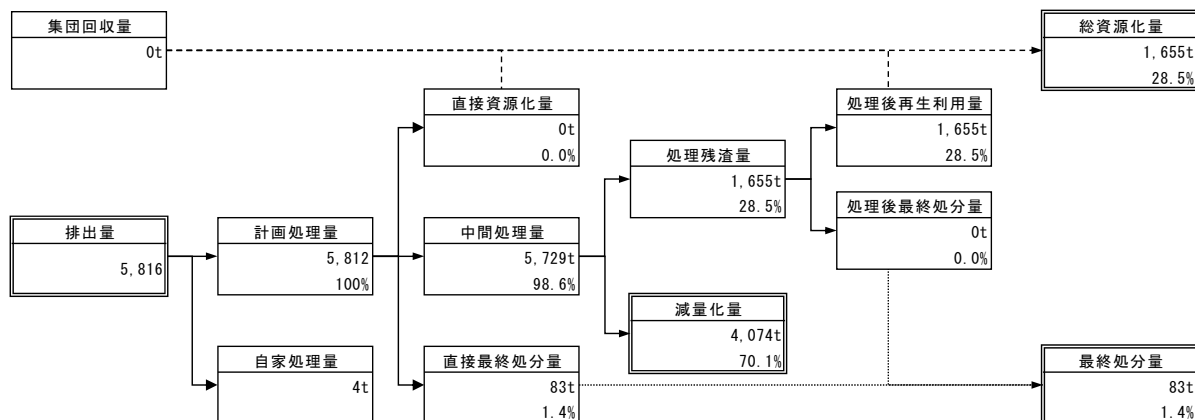 集団回収量
0t
総資源化量
1,655t
28.5%
直接資源化量
0t
0.0%
処理後再生利用量
1,655t
28.5%
処理残渣量
1,655t
28.5%
処理後最終処分量
0t
0.0%
排出量
5,816
計画処理量
5,812
100%
中間処理量
5,729t
98.6%
減量化量
4,074t
70.1%
自家処理量
4t
直接最終処分量
83t
1.4%
最終処分量
83t
1.4%